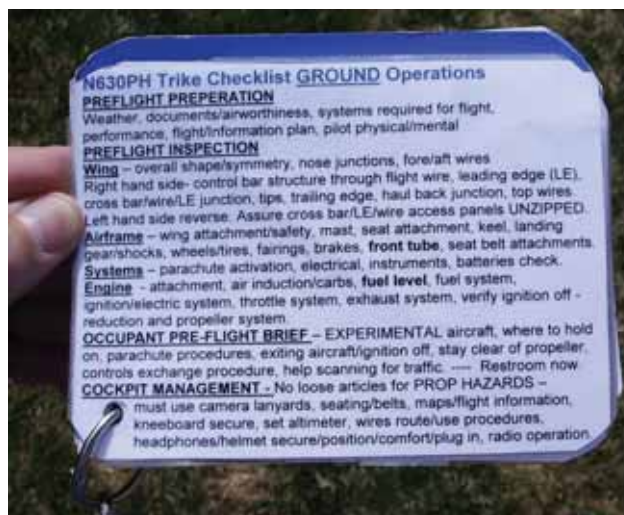 N630PH Trike Checklist GROUND Operations
PREFLIGHT PREPERATION
Weather, documents/airworthiness, systems required for flight,
performance, flight/Information plan, pilot physical/mental
PREFLIGHT INSPECTION
Wing – overall shape/symmetry, nose junctions, fore/aft wires
Right hand side- control bar structure through flight wire, leading edge (LE),
cross bar/wire/LE junction, tips, trailing edge, haul back junction, top wires.
Left hand side reverse. Assure cross bar/LE/wire access panels UNZIPPED.
Airframe – wing attachment/safety, mast, seat attachment, keel, landing
gear/shocks, wheels/tires, fairings, brakes, front tube, seat belt attachments.
Systems – parachute activation, electrical, instruments, batteries check.
Engine - attachment, air induction/carbs, fuel level, fuel system,
ignition/electric system, throttle system, exhaust system, verify ignition off -
reduction and propeller system.
OCCUPANT PRE-FLIGHT BRIEF – EXPERIMENTAL aircraft, where to hold
on, parachute procedures, exiting aircraft/ignition off, stay clear of propeller,
controls exchange procedure, help scanning for traffic. ---- Restroom now
COCKPIT MANAGEMENT - No loose articles for PROP HAZARDS –
must use camera lanyards, seating/belts, maps/flight information,
kneeboard secure, set altimeter, wires route/use procedures,
headphones/helmet secure/position/comfort/plug in, radio operation.